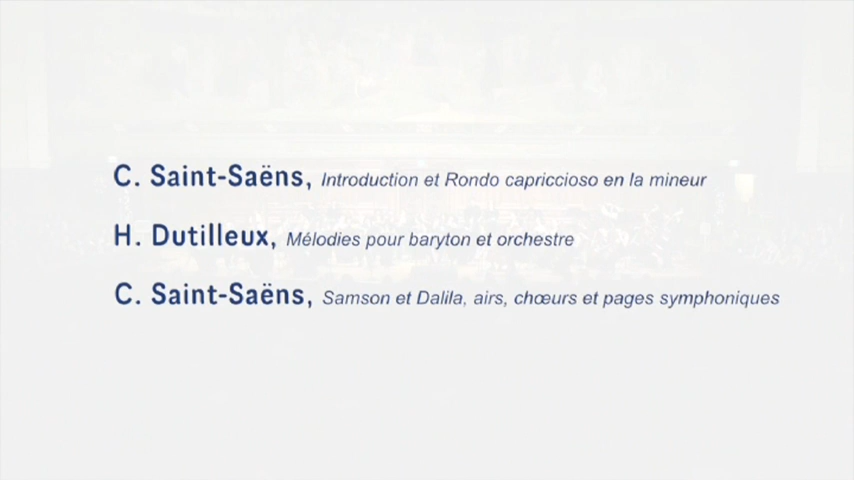 C. Saint-Saëns, Introduction et Rondo capriccioso en la mineur
H. Dutilleux, Mélodies pour baryton et orchestre
C. Saint-Saëns, Samson et Dalila, airs, chœurs et pages symphoniques